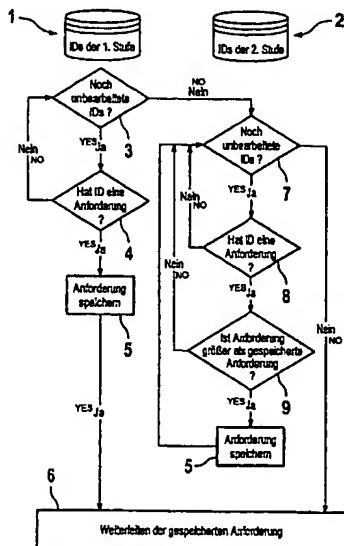 1
IDs der 1. Stufe
IDs der 2. Stufe
2
Noch
unbearbeitete
IDs ?
3
NO
Nein
Nein
NO
YES
Ja
Hat ID eine
Anforderung
?
4
YES
Ja
Anforderung
speichern
5
YES
Ja
Noch
unbearbeitete
IDs ?
7
Nein
NO
YES
Ja
Hat ID eine
Anforderung
?
8
Nein
NO
YES
Ja
Ist Anforderung
größer als gespeicherte
Anforderung
?
9
YES
Ja
Nein
NO
Anforderung
speichern
5
6
Weiterleiten der gespeicherten Anforderung